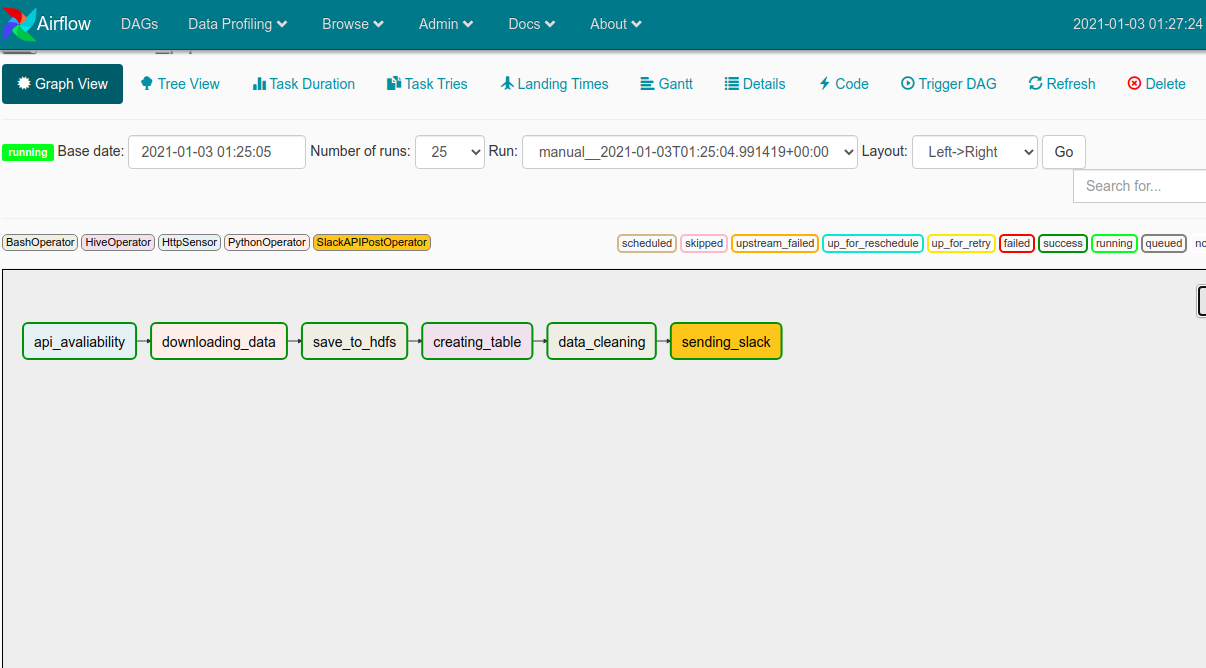 Airflow DAGs Data Profiling Browse Admin Docs About 2021-01-03 01:27:24
Graph View Tree View Task Duration Task Tries Landing Times Gantt Details Code Trigger DAG Refresh Delete
running Base date: 2021-01-03 01:25:05 Number of runs: 25 Run: manual__2021-01-03T01:25:04.991419+00:00 Layout: Left->Right Go
Search for...
BashOperator HiveOperator HttpSensor PythonOperator SlackAPIPostOperator scheduled skipped upstream_failed up_for_reschedule up_for_retry failed success running queued
api_avaliability downloading_data save_to_hdfs creating_table data_cleaning sending_slack